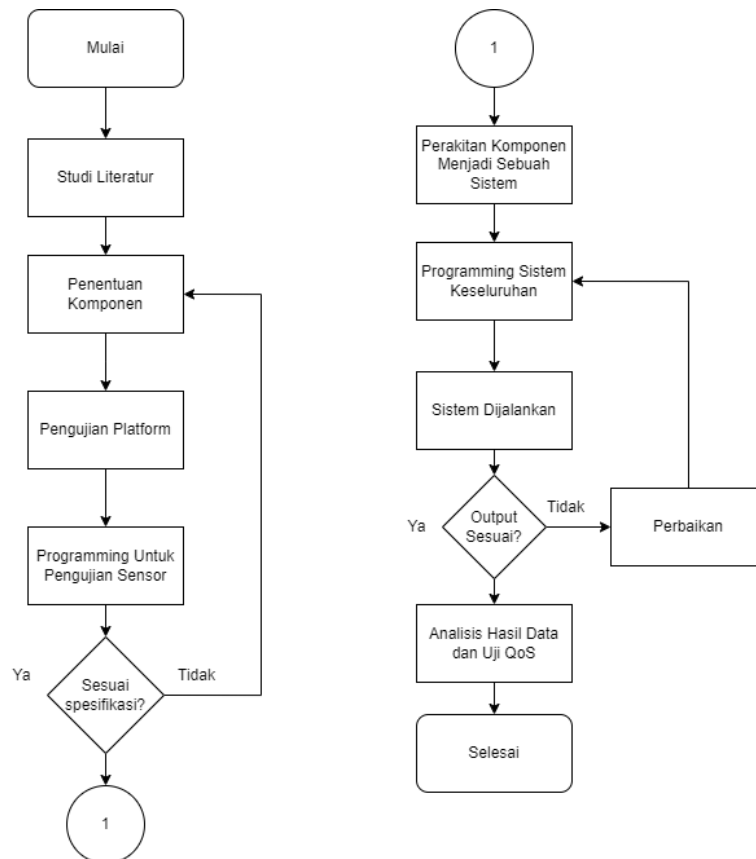 Mulai
Studi Literatur
Penentuan
Komponen
Pengujian Platform
Programming Untuk
Pengujian Sensor
Ya
Sesuai
spesifikasi?
Tidak
1
1
Perakitan Komponen
Menjadi Sebuah
Sistem
Programming Sistem
Keseluruhan
Sistem Dijalankan
Ya
Output
Sesuai?
Tidak
Perbaikan
Analisis Hasil Data
dan Uji QoS
Selesai